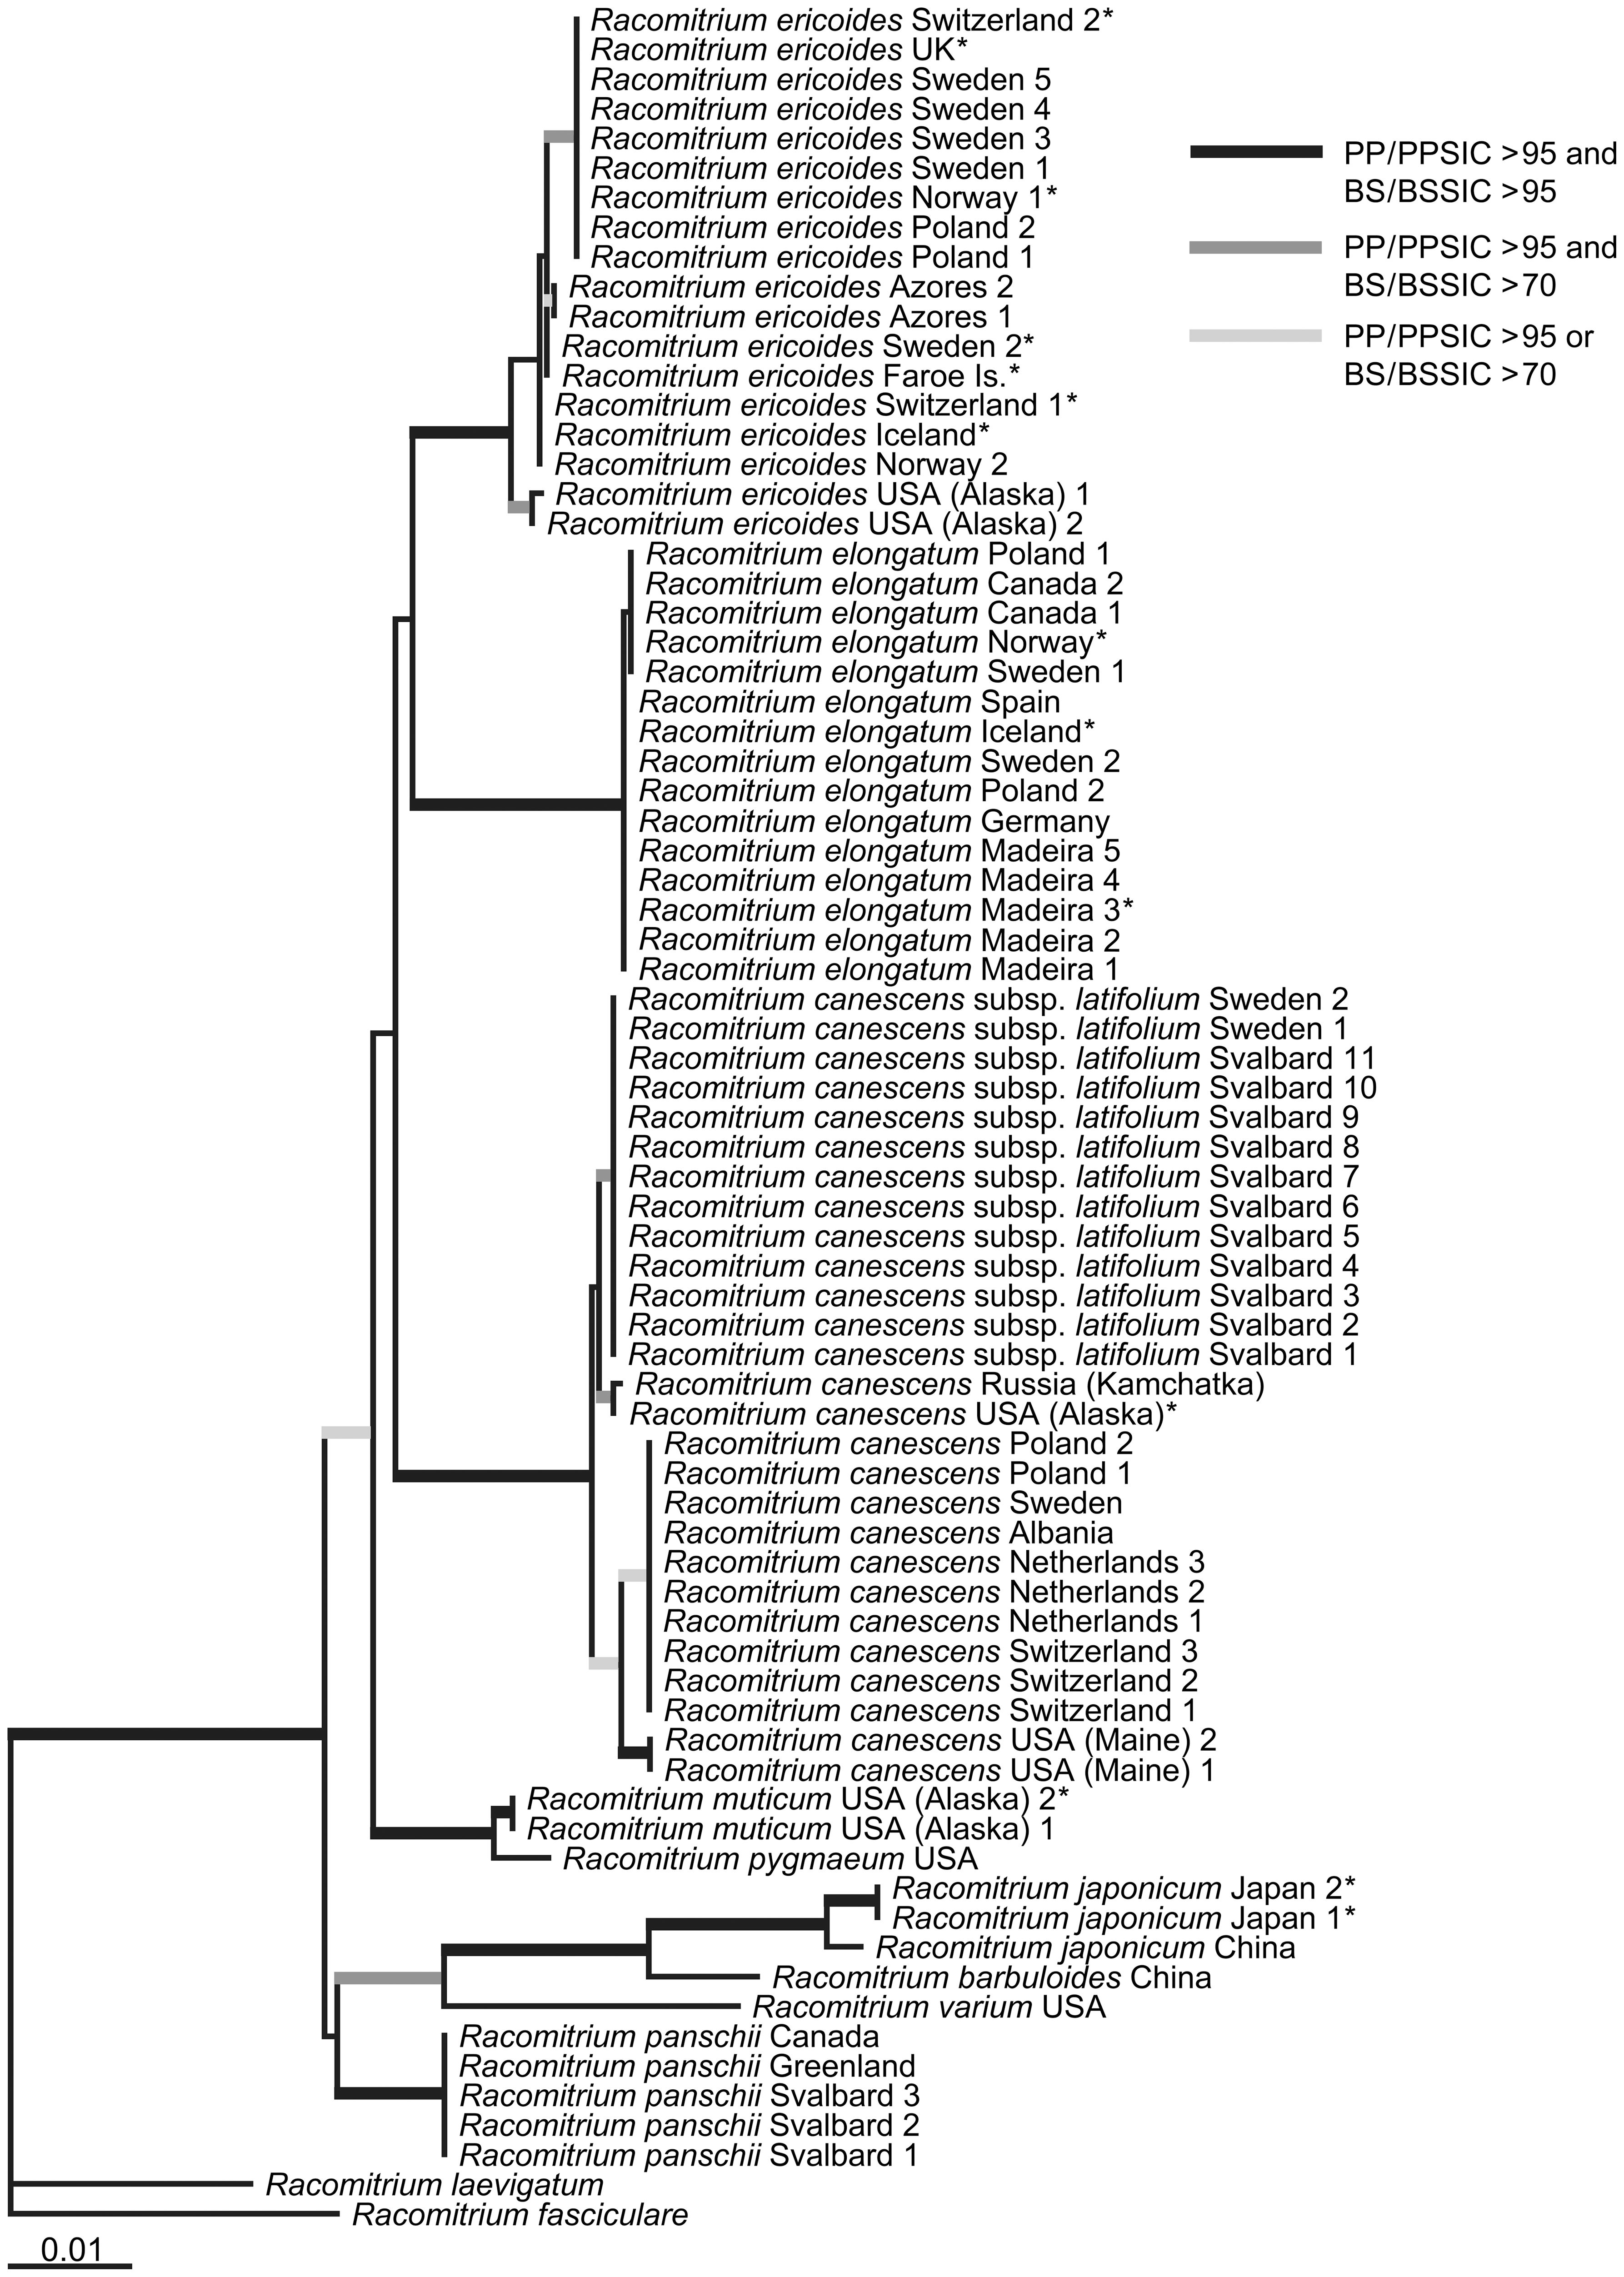 Racomitrium ericoides Switzerland 2*
Racomitrium ericoides UK*
Racomitrium ericoides Sweden 5
Racomitrium ericoides Sweden 4
Racomitrium ericoides Sweden 3
Racomitrium ericoides Sweden 1
Racomitrium ericoides Norway 1*
Racomitrium ericoides Poland 2
Racomitrium ericoides Poland 1
Racomitrium ericoides Azores 2
Racomitrium ericoides Azores 1
Racomitrium ericoides Sweden 2*
Racomitrium ericoides Faroe Is.*
Racomitrium ericoides Switzerland 1*
Racomitrium ericoides Iceland*
Racomitrium ericoides Norway 2
Racomitrium ericoides USA (Alaska) 1
Racomitrium ericoides USA (Alaska) 2
Racomitrium elongatum Poland 1
Racomitrium elongatum Canada 2
Racomitrium elongatum Canada 1
Racomitrium elongatum Norway*
Racomitrium elongatum Sweden 1
Racomitrium elongatum Spain
Racomitrium elongatum Iceland*
Racomitrium elongatum Sweden 2
Racomitrium elongatum Poland 2
Racomitrium elongatum Germany
Racomitrium elongatum Madeira 5
Racomitrium elongatum Madeira 4
Racomitrium elongatum Madeira 3*
Racomitrium elongatum Madeira 2
Racomitrium elongatum Madeira 1
Racomitrium canescens subsp. latifolium Sweden 2
Racomitrium canescens subsp. latifolium Sweden 1
Racomitrium canescens subsp. latifolium Svalbard 11
Racomitrium canescens subsp. latifolium Svalbard 10
Racomitrium canescens subsp. latifolium Svalbard 9
Racomitrium canescens subsp. latifolium Svalbard 8
Racomitrium canescens subsp. latifolium Svalbard 7
Racomitrium canescens subsp. latifolium Svalbard 6
Racomitrium canescens subsp. latifolium Svalbard 5
Racomitrium canescens subsp. latifolium Svalbard 4
Racomitrium canescens subsp. latifolium Svalbard 3
Racomitrium canescens subsp. latifolium Svalbard 2
Racomitrium canescens subsp. latifolium Svalbard 1
Racomitrium canescens Russia (Kamchatka)
Racomitrium canescens USA (Alaska)*
Racomitrium canescens Poland 2
Racomitrium canescens Poland 1
Racomitrium canescens Sweden
Racomitrium canescens Albania
Racomitrium canescens Netherlands 3
Racomitrium canescens Netherlands 2
Racomitrium canescens Netherlands 1
Racomitrium canescens Switzerland 3
Racomitrium canescens Switzerland 2
Racomitrium canescens Switzerland 1
Racomitrium canescens USA (Maine) 2
Racomitrium canescens USA (Maine) 1
Racomitrium muticum USA (Alaska) 2*
Racomitrium muticum USA (Alaska) 1
Racomitrium pygmaeum USA
Racomitrium japonicum Japan 2*
Racomitrium japonicum Japan 1*
Racomitrium japonicum China
Racomitrium barbuloides China
Racomitrium varium USA
Racomitrium panschii Canada
Racomitrium panschii Greenland
Racomitrium panschii Svalbard 3
Racomitrium panschii Svalbard 2
Racomitrium panschii Svalbard 1
Racomitrium laevigatum
Racomitrium fasciculare
0.01
PP/PPSIC >95 and
BS/BSSIC >95
PP/PPSIC >95 and
BS/BSSIC >70
PP/PPSIC >95 or
BS/BSSIC >70